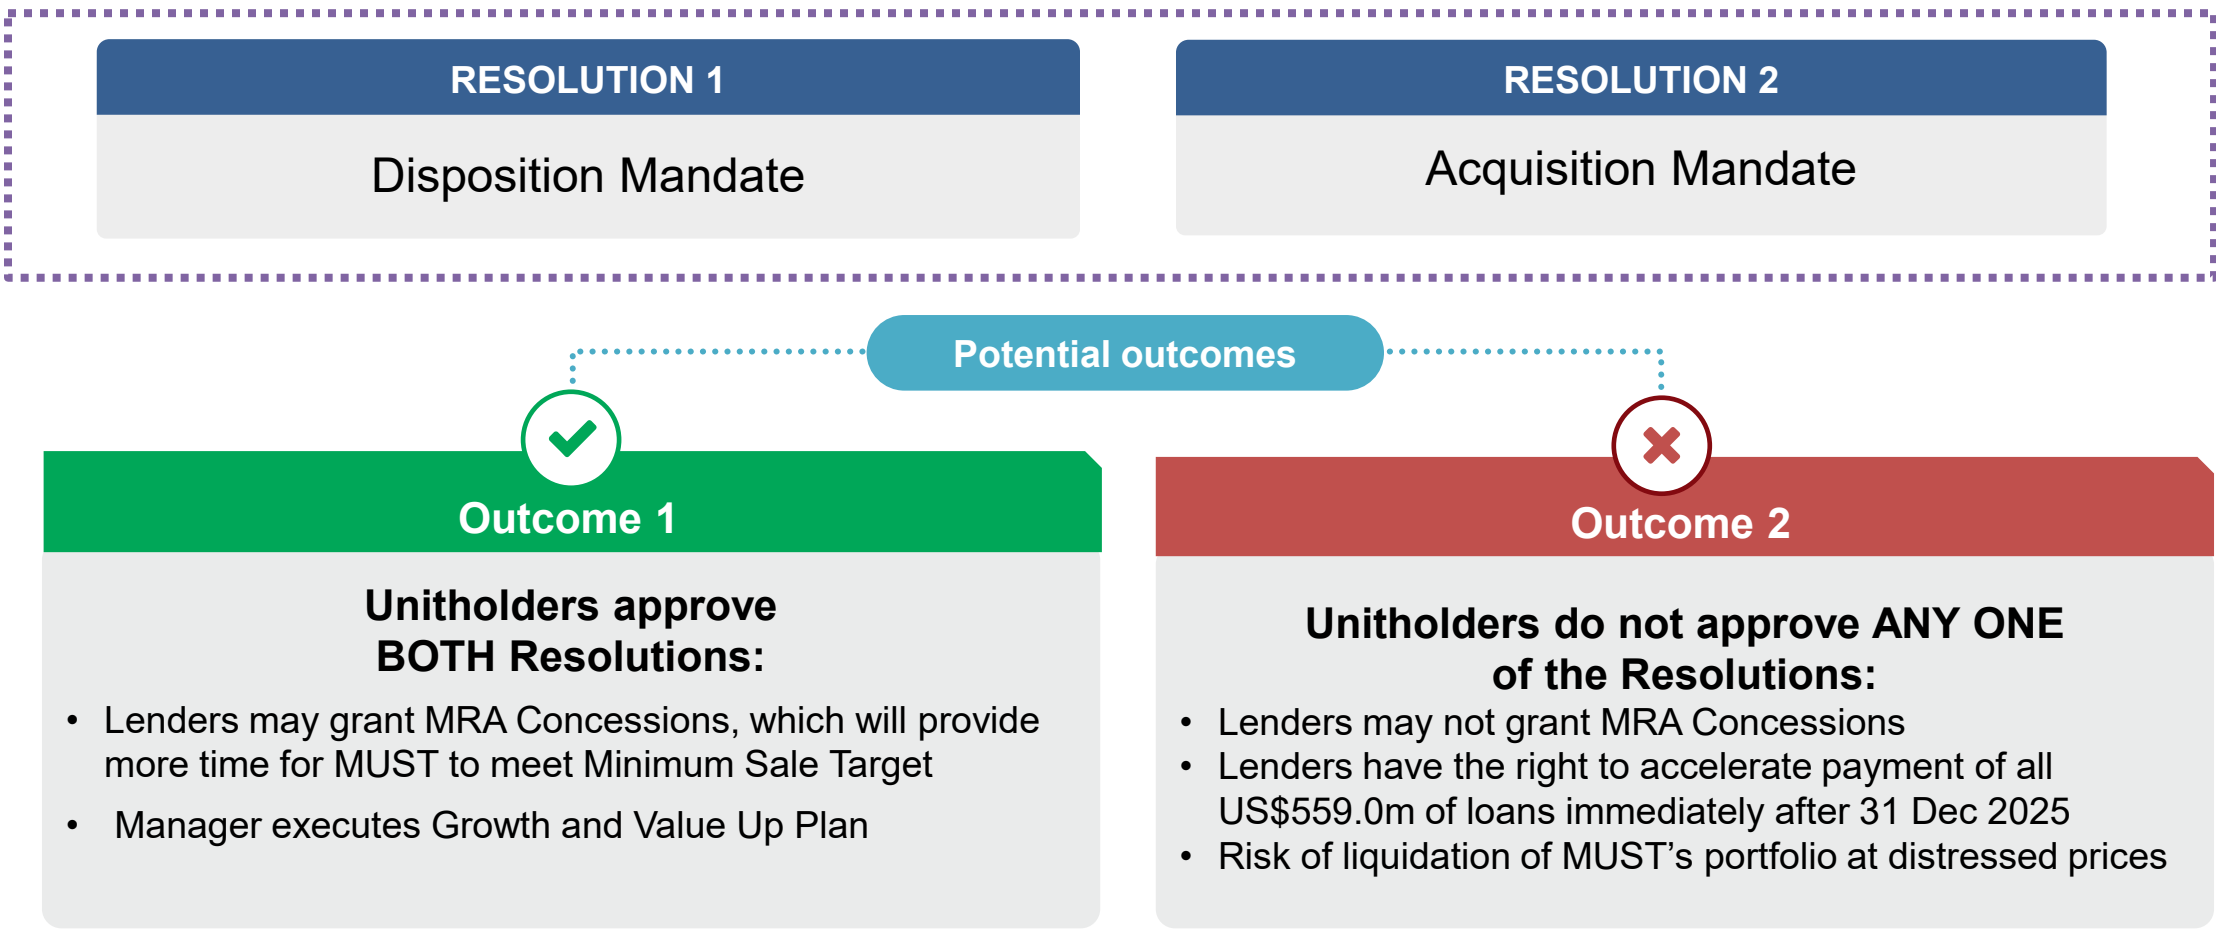 RESOLUTION 1
Disposition Mandate
RESOLUTION 2
Acquisition Mandate
Potential outcomes
Outcome 1
Unitholders approve
BOTH Resolutions:
• Lenders may grant MRA Concessions, which will provide
more time for MUST to meet Minimum Sale Target
• Manager executes Growth and Value Up Plan
Outcome 2
Unitholders do not approve ANY ONE
of the Resolutions:
• Lenders may not grant MRA Concessions
• Lenders have the right to accelerate payment of all
US$559.0m of loans immediately after 31 Dec 2025
• Risk of liquidation of MUST’s portfolio at distressed prices